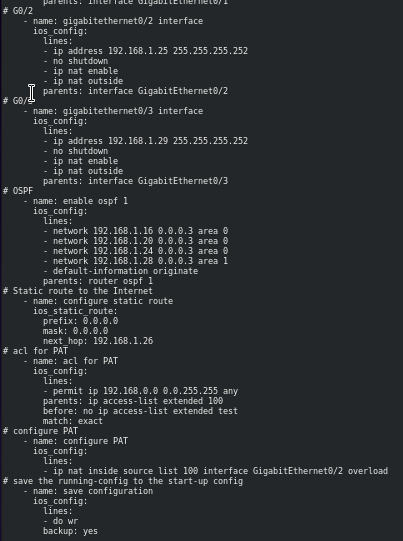 parents: interface GigabitEthernet0/1
# G0/2
- name: gigabitethernet0/2 interface
ios_config:
lines:
- ip address 192.168.1.25 255.255.255.252
- no shutdown
- ip nat enable
- ip nat outside
parents: interface GigabitEthernet0/2
# G0/
- name: gigabitethernet0/3 interface
ios_config:
lines:
- ip address 192.168.1.29 255.255.255.252
- no shutdown
- ip nat enable
- ip nat outside
parents: interface GigabitEthernet0/3
# OSPF
- name: enable ospf 1
ios_config:
lines:
- network 192.168.1.16 0.0.0.3 area 0
- network 192.168.1.20 0.0.0.3 area 0
- network 192.168.1.24 0.0.0.3 area 0
- network 192.168.1.28 0.0.0.3 area 1
- default-information originate
parents: router ospf 1
# Static route to the Internet
- name: configure static route
ios_static_route:
prefix: 0.0.0.0
mask: 0.0.0.0
next_hop: 192.168.1.26
# acl for PAT
- name: acl for PAT
ios_config:
lines:
- permit ip 192.168.0.0 0.0.255.255 any
parents: ip access-list extended 100
before: no ip access-list extended test
match: exact
# configure PAT
- name: configure PAT
ios_config:
lines:
- ip nat inside source list 100 interface GigabitEthernet0/2 overload
# save the running-config to the start-up config
- name: save configuration
ios_config:
lines:
- do wr
backup: yes